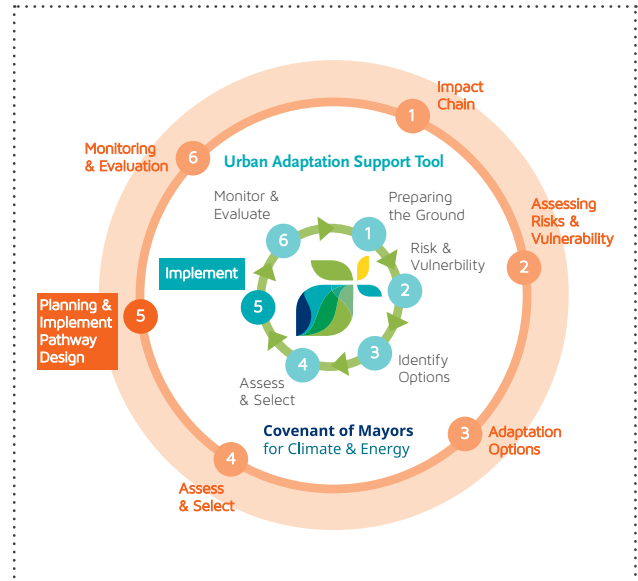 Impact
Chain
1
Monitoring
& Evaluation
6
Urban Adaptation Support Tool
Assessing
Risks &
Vulnerability
2
Monitor &
Evaluate
6
Preparing
the Ground
1
Risk &
Vulnerbility
2
Implement
5
Planning &
Implement
Pathway
Design
5
Identify
Options
3
Assess
& Select
4
Covenant of Mayors
for Climate & Energy
Adaptation
Options
3
Assess
& Select
4